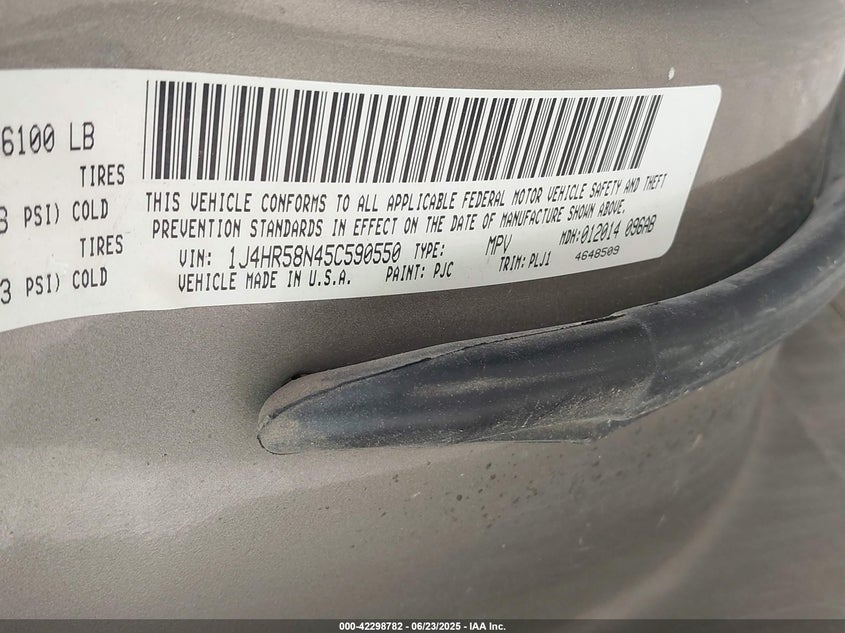 6100 LB
TIRES
PSI) COLD
TIRES
3 PSI) COLD
THIS VEHICLE CONFORMS TO ALL APPLICABLE FEDERAL MOTOR VEHICLE SAFETY AND THEFT
PREVENTION STANDARDS IN EFFECT ON THE DATE OF MANUFACTURE SHOWN ABOVE.
VIN: 1J4HR58N45C590550 TYPE: MPV MDH:012014 096AB
VEHICLE MADE IN U.S.A. PAINT: PJC TRIM: PLJ1 4648509
000-42298782 - 06/23/2025 - IAA Inc.